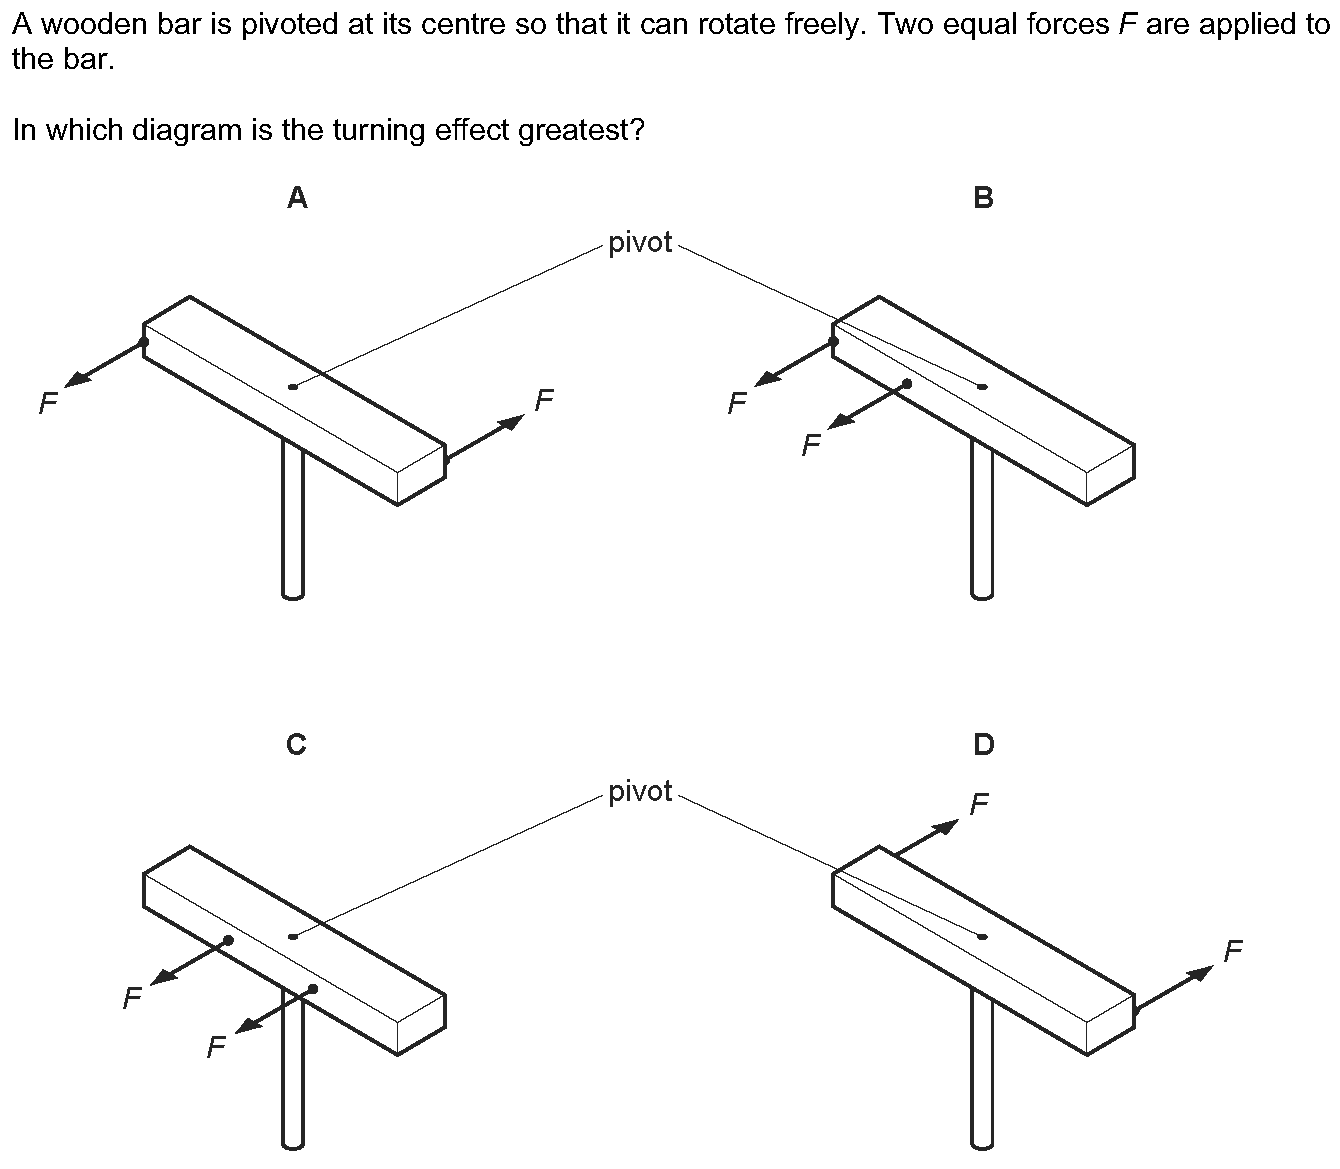 A wooden bar is pivoted at its centre so that it can rotate freely. Two equal forces F are applied to
the bar.
In which diagram is the turning effect greatest?
A
B
pivot
F
F
F
F
C
D
pivot
F
F
F
F